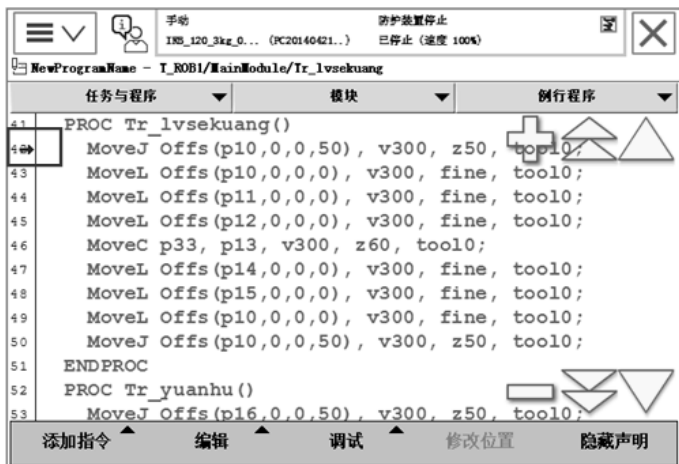 手动
防护装置停止
IRB_120_3kg_0... (PC20140421..)
已停止 (速度 100%)
NewProgramName - T_ROB1/MainModule/Tr_lvsekuang
任务与程序
模块
例行程序
41 PROC Tr_lvsekuang()
42 MoveJ Offs(p10,0,0,50), v300, z50, tool0;
43 MoveL Offs(p10,0,0,0), v300, fine, tool0;
44 MoveL Offs(p11,0,0,0), v300, fine, tool0;
45 MoveL Offs(p12,0,0,0), v300, fine, tool0;
46 MoveC p33, p13, v300, z60, tool0;
47 MoveL Offs(p14,0,0,0), v300, fine, tool0;
48 MoveL Offs(p15,0,0,0), v300, fine, tool0;
49 MoveL Offs(p10,0,0,0), v300, fine, tool0;
50 MoveJ Offs(p10,0,0,50), v300, z50, tool0;
51 ENDPROC
52 PROC Tr_yuanhu()
53 MoveJ Offs(p16,0,0,50), v300, z50, tool0;
添加指令
编辑
调试
修改位置
隐藏声明